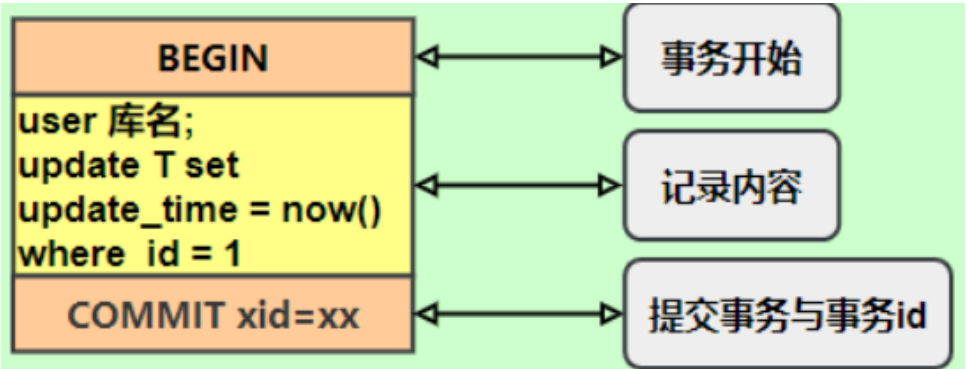 BEGIN
事务开始
user 库名;
update T set
update_time = now()
where id = 1
记录内容
COMMIT xid=xx
提交事务与事务id